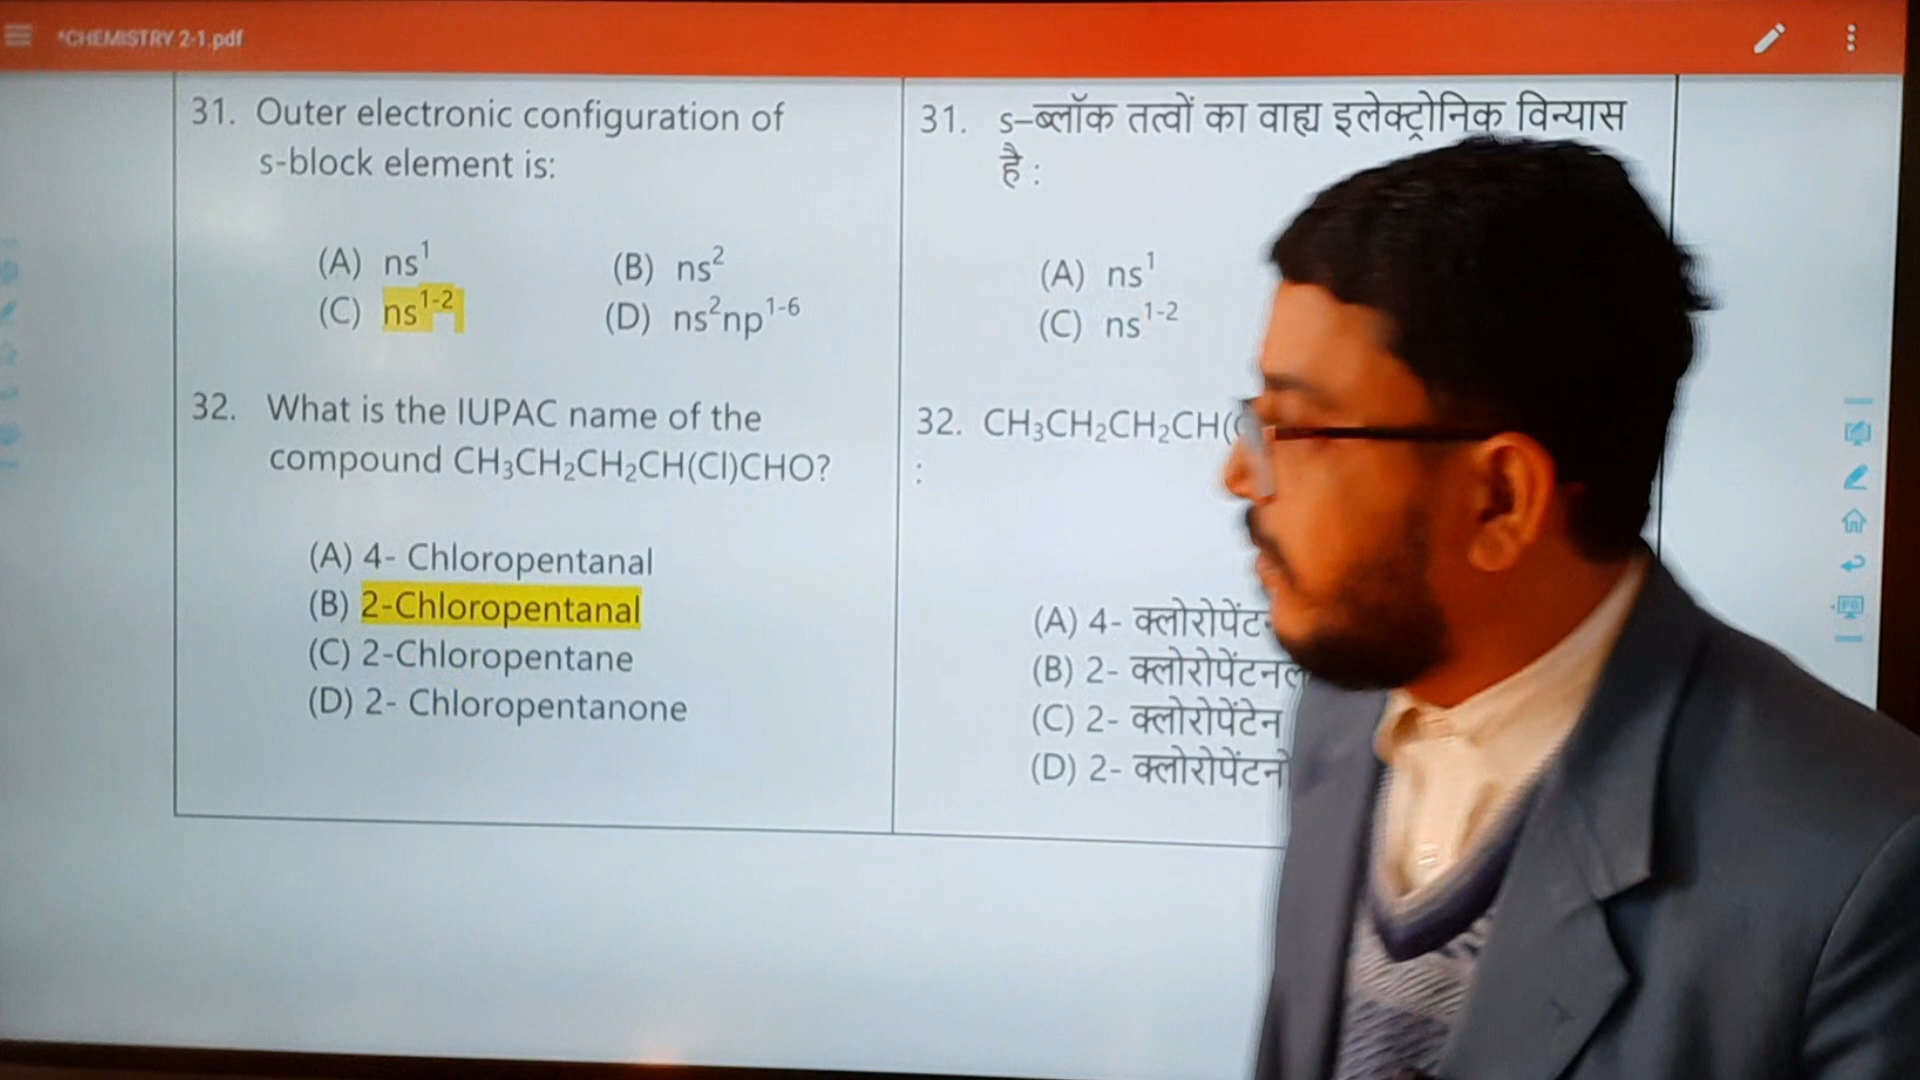 *CHEMISTRY 2-1.pdf
31. Outer electronic configuration of
s-block element is:
(A) ns¹ (B) ns²
(C) ns¹⁻² (D) ns²np¹⁻⁶
32. What is the IUPAC name of the
compound CH₃CH₂CH₂CH(Cl)CHO?
(A) 4- Chloropentanal
(B) 2-Chloropentanal
(C) 2-Chloropentane
(D) 2- Chloropentanone
31. s–ब्लॉक तत्वों का वाह्य इलेक्ट्रोनिक विन्यास
है :
(A) ns¹
(C) ns¹⁻²
32. CH₃CH₂CH₂CH(
:
(A) 4-
(B) 2- क्लोरोपेंटनल
(C) 2- क्लोरोपेंटेन
(D) 2-